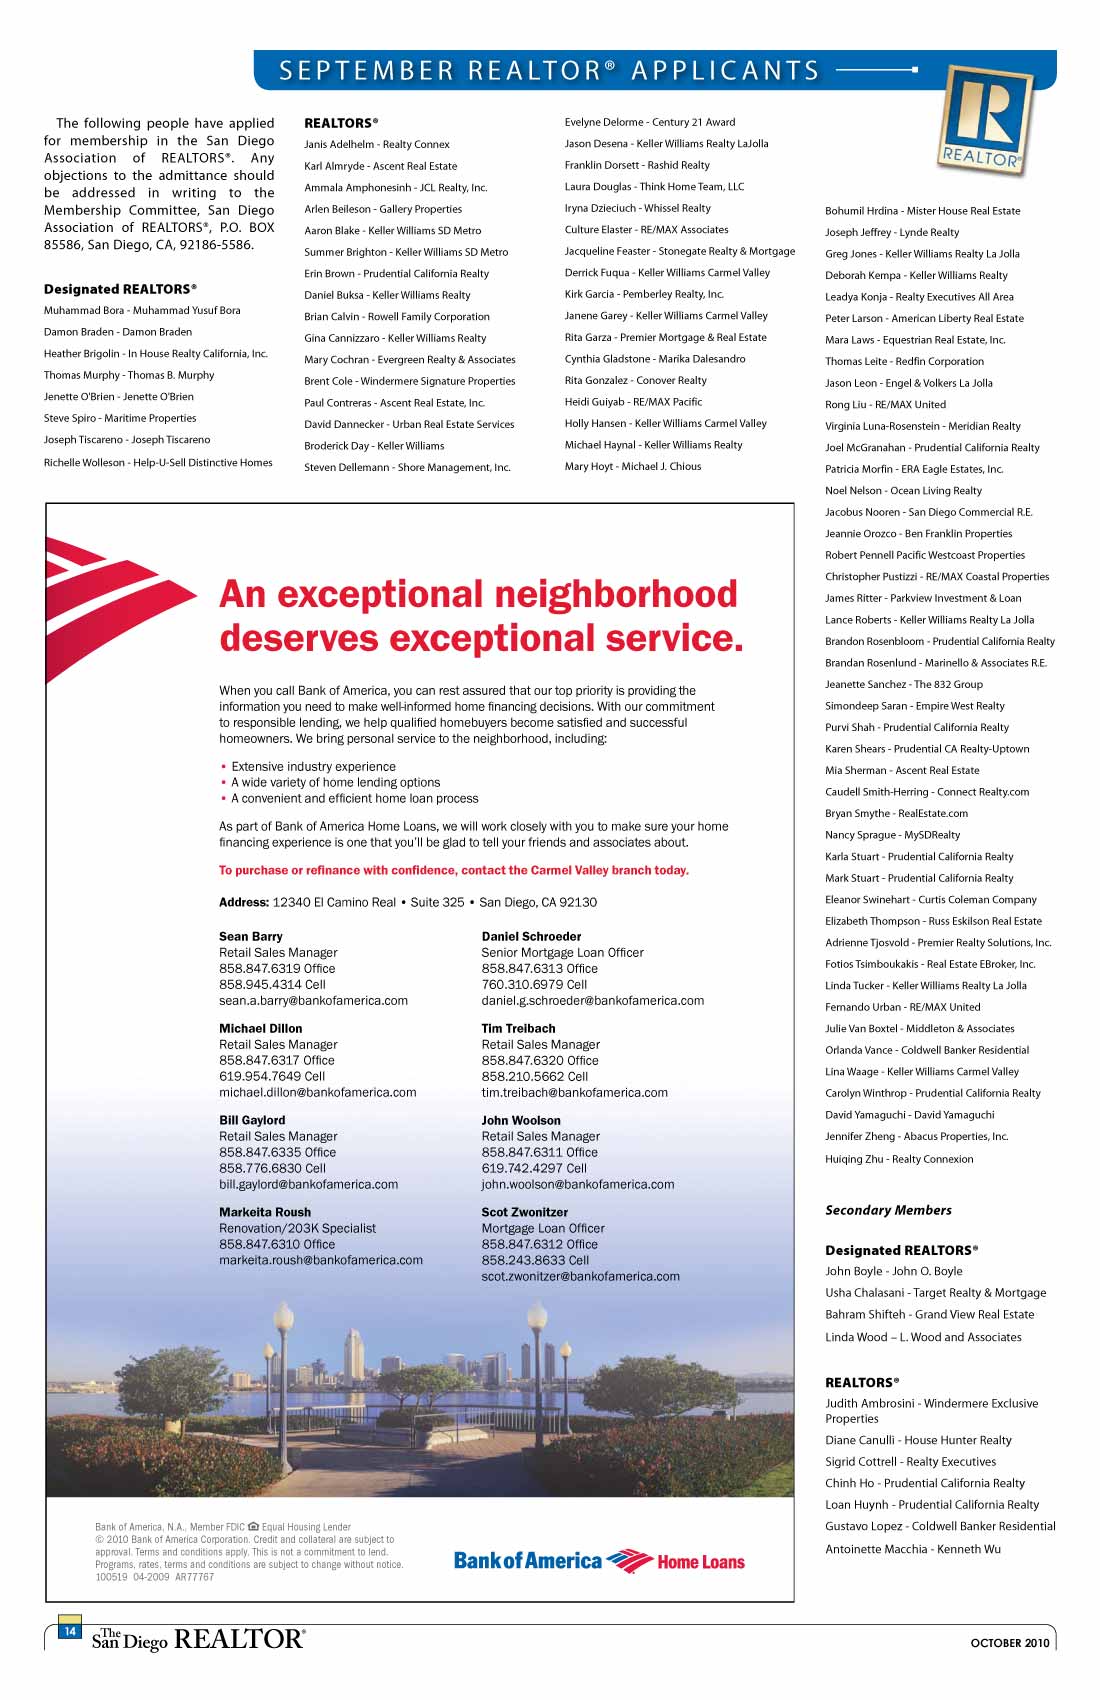 SEPTEMBER REALTOR® APPLICANTS
REALTOR®
The following people have applied
for membership in the San Diego
Association of REALTORS®. Any
objections to the admittance should
be addressed in writing to the
Membership Committee, San Diego
Association of REALTORS®, P.O. BOX
85586, San Diego, CA, 92186-5586.
Designated REALTORS®
Muhammad Bora - Muhammad Yusuf Bora
Damon Braden - Damon Braden
Heather Brigolin - In House Realty California, Inc.
Thomas Murphy - Thomas B. Murphy
Jenette O'Brien - Jenette O'Brien
Steve Spiro - Maritime Properties
Joseph Tiscareno - Joseph Tiscareno
Richelle Wolleson - Help-U-Sell Distinctive Homes
REALTORS®
Janis Adelhelm - Realty Connex
Karl Almryde - Ascent Real Estate
Ammala Amphonesinh - JCL Realty, Inc.
Arlen Beileson - Gallery Properties
Aaron Blake - Keller Williams SD Metro
Summer Brighton - Keller Williams SD Metro
Erin Brown - Prudential California Realty
Daniel Buksa - Keller Williams Realty
Brian Calvin - Rowell Family Corporation
Gina Cannizzaro - Keller Williams Realty
Mary Cochran - Evergreen Realty & Associates
Brent Cole - Windermere Signature Properties
Paul Contreras - Ascent Real Estate, Inc.
David Dannecker - Urban Real Estate Services
Broderick Day - Keller Williams
Steven Dellemann - Shore Management, Inc.
Evelyne Delorme - Century 21 Award
Jason Desena - Keller Williams Realty LaJolla
Franklin Dorsett - Rashid Realty
Laura Douglas - Think Home Team, LLC
Iryna Dzieciuch - Whissel Realty
Culture Elaster - RE/MAX Associates
Jacqueline Feaster - Stonegate Realty & Mortgage
Derrick Fuqua - Keller Williams Carmel Valley
Kirk Garcia - Pemberley Realty, Inc.
Janene Garey - Keller Williams Carmel Valley
Rita Garza - Premier Mortgage & Real Estate
Cynthia Gladstone - Marika Dalesandro
Rita Gonzalez - Conover Realty
Heidi Guiyab - RE/MAX Pacific
Holly Hansen - Keller Williams Carmel Valley
Michael Haynal - Keller Williams Realty
Mary Hoyt - Michael J. Chious
Bohumil Hrdina - Mister House Real Estate
Joseph Jeffrey - Lynde Realty
Greg Jones - Keller Williams Realty La Jolla
Deborah Kempa - Keller Williams Realty
Leadya Konja - Realty Executives All Area
Peter Larson - American Liberty Real Estate
Mara Laws - Equestrian Real Estate, Inc.
Thomas Leite - Redfin Corporation
Jason Leon - Engel & Volkers La Jolla
Rong Liu - RE/MAX United
Virginia Luna-Rosenstein - Meridian Realty
Joel McGranahan - Prudential California Realty
Patricia Morfin - ERA Eagle Estates, Inc.
Noel Nelson - Ocean Living Realty
Jacobus Nooren - San Diego Commercial R.E.
Jeannie Orozco - Ben Franklin Properties
Robert Pennell Pacific Westcoast Properties
Christopher Pustizzi - RE/MAX Coastal Properties
James Ritter - Parkview Investment & Loan
Lance Roberts - Keller Williams Realty La Jolla
Brandon Rosenbloom - Prudential California Realty
Brandan Rosenlund - Marinello & Associates R.E.
Jeanette Sanchez - The 832 Group
Simondeep Saran - Empire West Realty
Purvi Shah - Prudential California Realty
Karen Shears - Prudential CA Realty-Uptown
Mia Sherman - Ascent Real Estate
Caudell Smith-Herring - Connect Realty.com
Bryan Smythe - RealEstate.com
Nancy Sprague - MySDRealty
Karla Stuart - Prudential California Realty
Mark Stuart - Prudential California Realty
Eleanor Swinehart - Curtis Coleman Company
Elizabeth Thompson - Russ Eskilson Real Estate
Adrienne Tjosvold - Premier Realty Solutions, Inc.
Fotios Tsimboukakis - Real Estate EBroker, Inc.
Linda Tucker - Keller Williams Realty La Jolla
Fernando Urban - RE/MAX United
Julie Van Boxtel - Middleton & Associates
Orlanda Vance - Coldwell Banker Residential
Lina Waage - Keller Williams Carmel Valley
Carolyn Winthrop - Prudential California Realty
David Yamaguchi - David Yamaguchi
Jennifer Zheng - Abacus Properties, Inc.
Huiqing Zhu - Realty Connexion
Secondary Members
Designated REALTORS®
John Boyle - John O. Boyle
Usha Chalasani - Target Realty & Mortgage
Bahram Shifteh - Grand View Real Estate
Linda Wood – L. Wood and Associates
REALTORS®
Judith Ambrosini - Windermere Exclusive
Properties
Diane Canulli - House Hunter Realty
Sigrid Cottrell - Realty Executives
Chinh Ho - Prudential California Realty
Loan Huynh - Prudential California Realty
Gustavo Lopez - Coldwell Banker Residential
Antoinette Macchia - Kenneth Wu
An exceptional neighborhood
deserves exceptional service.
When you call Bank of America, you can rest assured that our top priority is providing the
information you need to make well-informed home financing decisions. With our commitment
to responsible lending, we help qualified homebuyers become satisfied and successful
homeowners. We bring personal service to the neighborhood, including:
• Extensive industry experience
• A wide variety of home lending options
• A convenient and efficient home loan process
As part of Bank of America Home Loans, we will work closely with you to make sure your home
financing experience is one that you'll be glad to tell your friends and associates about.
To purchase or refinance with confidence, contact the Carmel Valley branch today.
Address: 12340 El Camino Real • Suite 325 • San Diego, CA 92130
Sean Barry
Retail Sales Manager
858.847.6319 Office
858.945.4314 Cell
sean.a.barry@bankofamerica.com
Daniel Schroeder
Senior Mortgage Loan Officer
858.847.6313 Office
760.310.6979 Cell
daniel.g.schroeder@bankofamerica.com
Michael Dillon
Retail Sales Manager
858.847.6317 Office
619.954.7649 Cell
michael.dillon@bankofamerica.com
Tim Treibach
Retail Sales Manager
858.847.6320 Office
858.210.5662 Cell
tim.treibach@bankofamerica.com
Bill Gaylord
Retail Sales Manager
858.847.6335 Office
858.776.6830 Cell
bill.gaylord@bankofamerica.com
John Woolson
Retail Sales Manager
858.847.6311 Office
619.742.4297 Cell
john.woolson@bankofamerica.com
Markeita Roush
Renovation/203K Specialist
858.847.6310 Office
markeita.roush@bankofamerica.com
Scot Zwonitzer
Mortgage Loan Officer
858.847.6312 Office
858.243.8633 Cell
scot.zwonitzer@bankofamerica.com
Bank of America, N.A., Member FDIC Equal Housing Lender
© 2010 Bank of America Corporation. Credit and collateral are subject to
approval. Terms and conditions apply. This is not a commitment to lend.
Programs, rates, terms and conditions are subject to change without notice.
100519 04-2009 AR77767
Bank of America Home Loans
14
The San Diego REALTOR®
OCTOBER 2010